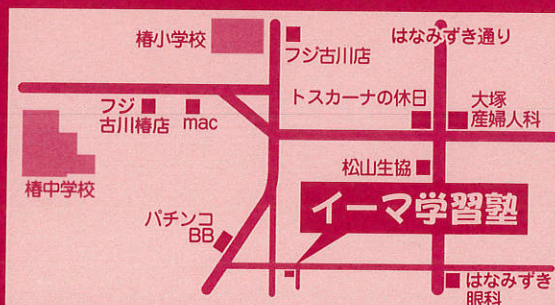 椿小学校
フジ古川店
はなみずき通り
フジ
古川椿店
mac
トスカーナの休日
大塚
産婦人科
椿中学校
松山生協
イーマ学習塾
パチンコ
BB
はなみずき
眼科